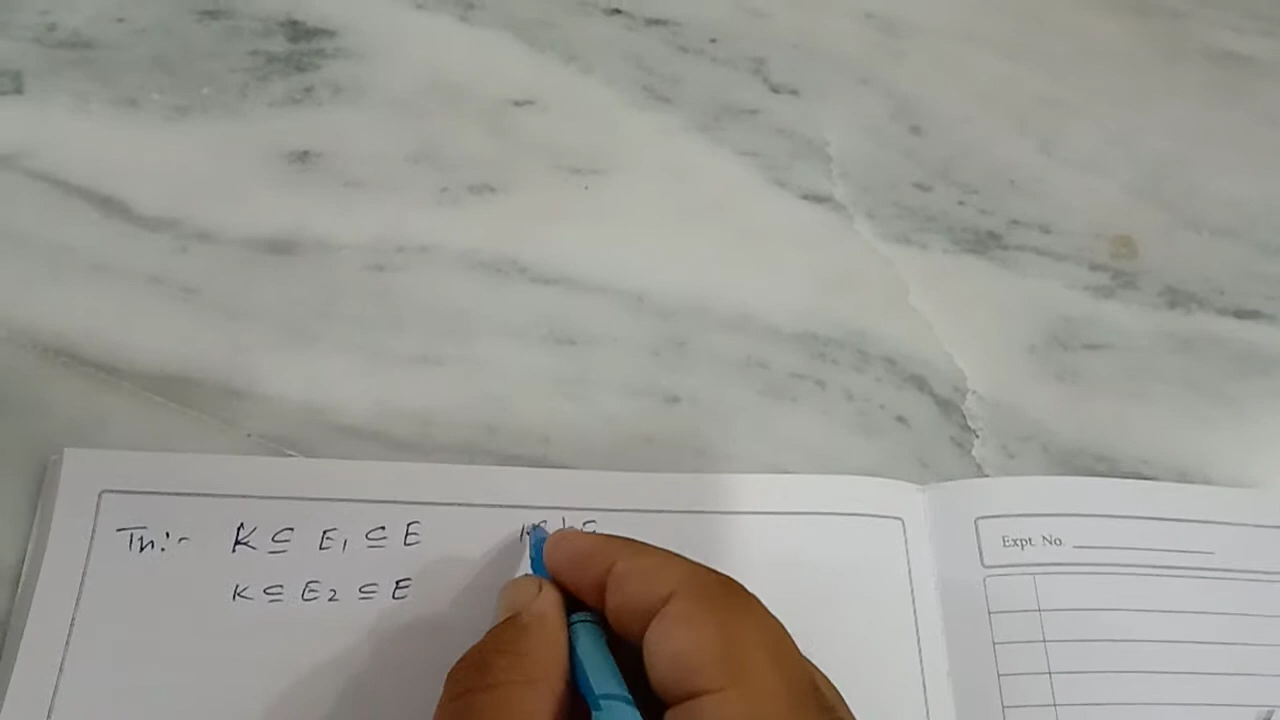 Th:- K ⊆ E₁ ⊆ E
K ⊆ E₂ ⊆ E
Expt. No.